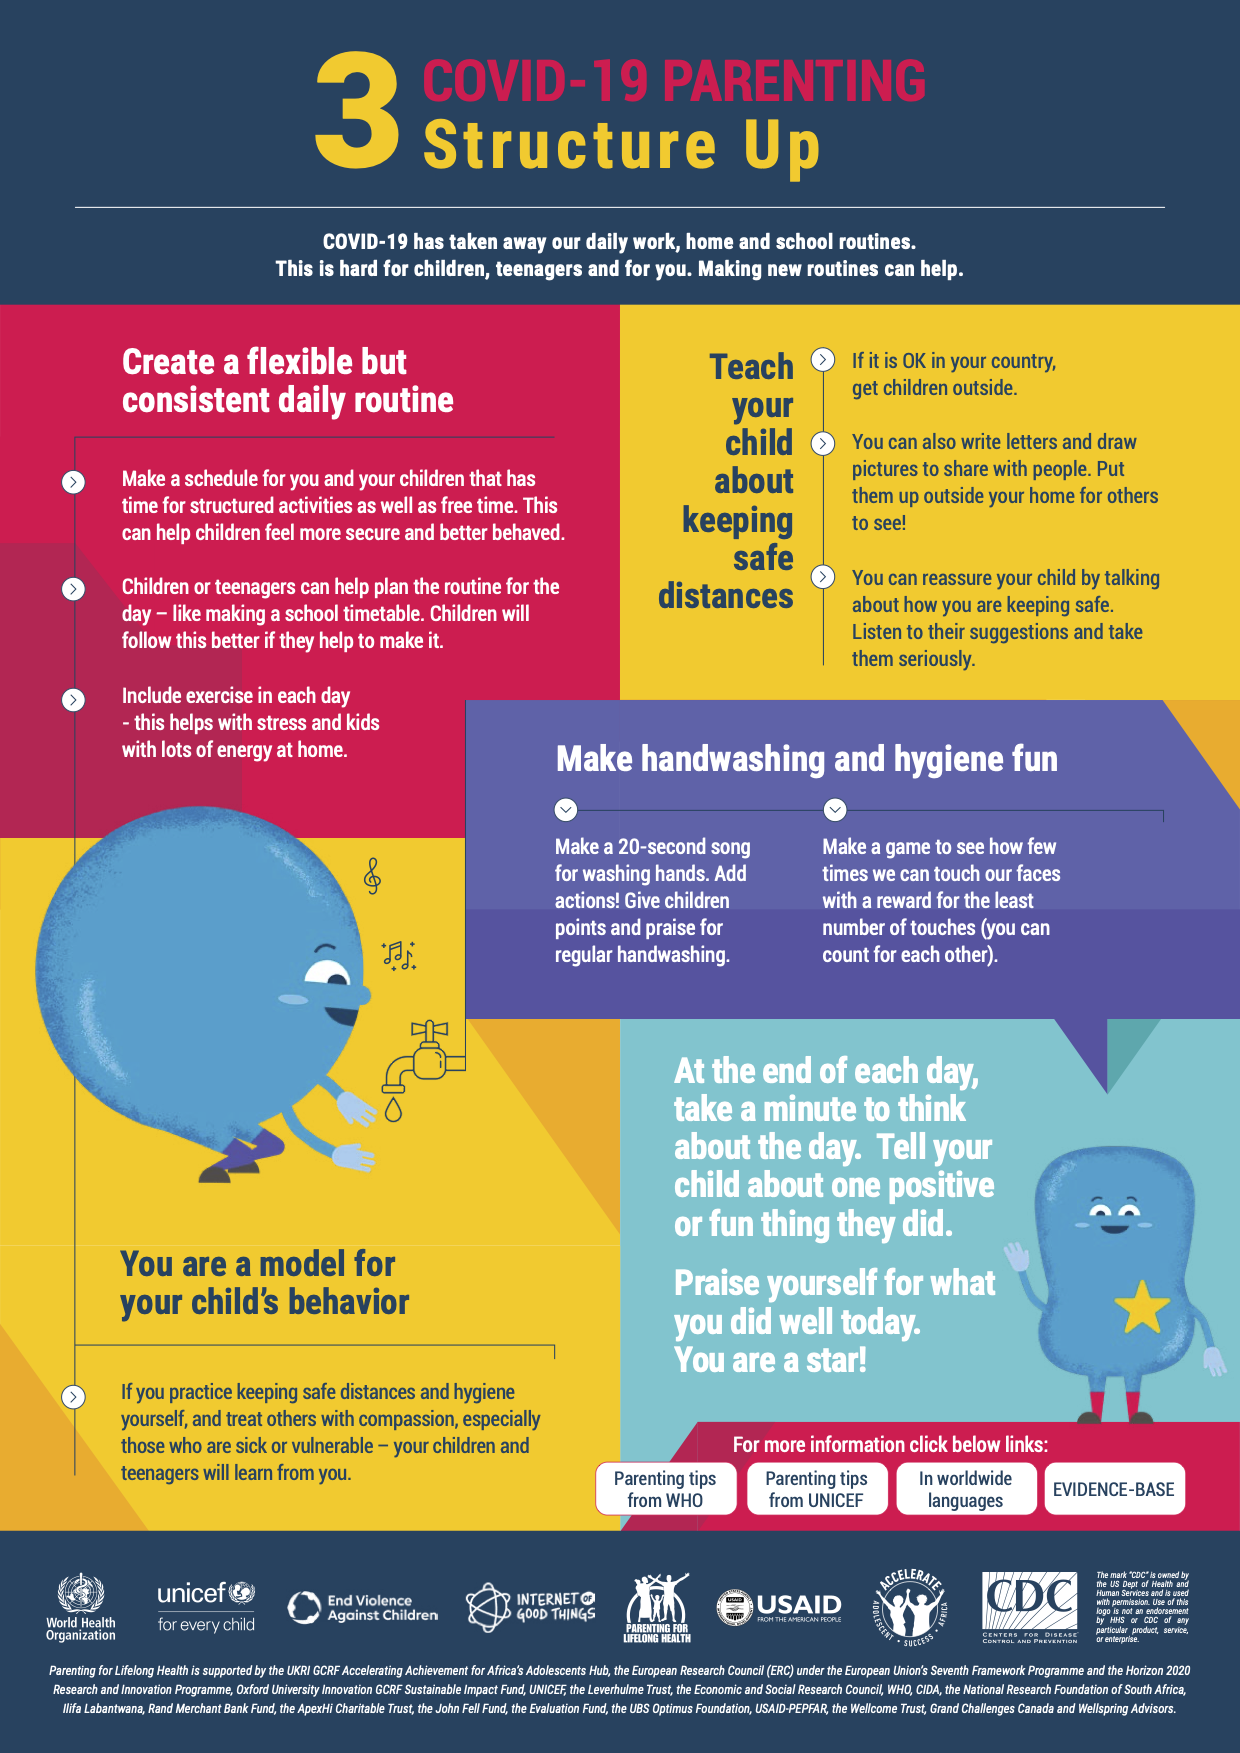 3 COVID-19 PARENTING
Structure Up
COVID-19 has taken away our daily work, home and school routines.
This is hard for children, teenagers and for you. Making new routines can help.
Create a flexible but
consistent daily routine
Make a schedule for you and your children that has
time for structured activities as well as free time. This
can help children feel more secure and better behaved.
Children or teenagers can help plan the routine for the
day – like making a school timetable. Children will
follow this better if they help to make it.
Include exercise in each day
- this helps with stress and kids
with lots of energy at home.
Teach
your
child
about
keeping
safe
distances
If it is OK in your country,
get children outside.
You can also write letters and draw
pictures to share with people. Put
them up outside your home for others
to see!
You can reassure your child by talking
about how you are keeping safe.
Listen to their suggestions and take
them seriously.
Make handwashing and hygiene fun
Make a 20-second song
for washing hands. Add
actions! Give children
points and praise for
regular handwashing.
Make a game to see how few
times we can touch our faces
with a reward for the least
number of touches (you can
count for each other).
You are a model for
your child's behavior
If you practice keeping safe distances and hygiene
yourself, and treat others with compassion, especially
those who are sick or vulnerable – your children and
teenagers will learn from you.
At the end of each day,
take a minute to think
about the day.  Tell your
child about one positive
or fun thing they did.
Praise yourself for what
you did well today.
You are a star!
For more information click below links:
Parenting tips
from WHO
Parenting tips
from UNICEF
In worldwide
languages
EVIDENCE-BASE
World Health
Organization
unicef
for every child
End Violence
Against Children
INTERNET OF
GOOD THINGS
PARENTING FOR
LIFELONG HEALTH
USAID
FROM THE AMERICAN PEOPLE
ACCELERATE
ADOLESCENT • SUCCESS • AFRICA
CDC
CENTERS FOR DISEASE
CONTROL AND PREVENTION
The mark "CDC" is owned by
the US Dept of Health and
Human Services and is used
with permission. Use of this
logo is not an endorsement
by HHS or CDC of any
particular product, service,
or enterprise.
Parenting for Lifelong Health is supported by the UKRI GCRF Accelerating Achievement for Africa's Adolescents Hub, the European Research Council (ERC) under the European Union's Seventh Framework Programme and the Horizon 2020
Research and Innovation Programme, Oxford University Innovation GCRF Sustainable Impact Fund, UNICEF, the Leverhulme Trust, the Economic and Social Research Council, WHO, CIDA, the National Research Foundation of South Africa,
Ilifa Labantwana, Rand Merchant Bank Fund, the ApexHi Charitable Trust, the John Fell Fund, the Evaluation Fund, the UBS Optimus Foundation, USAID-PEPFAR, the Wellcome Trust, Grand Challenges Canada and Wellspring Advisors.